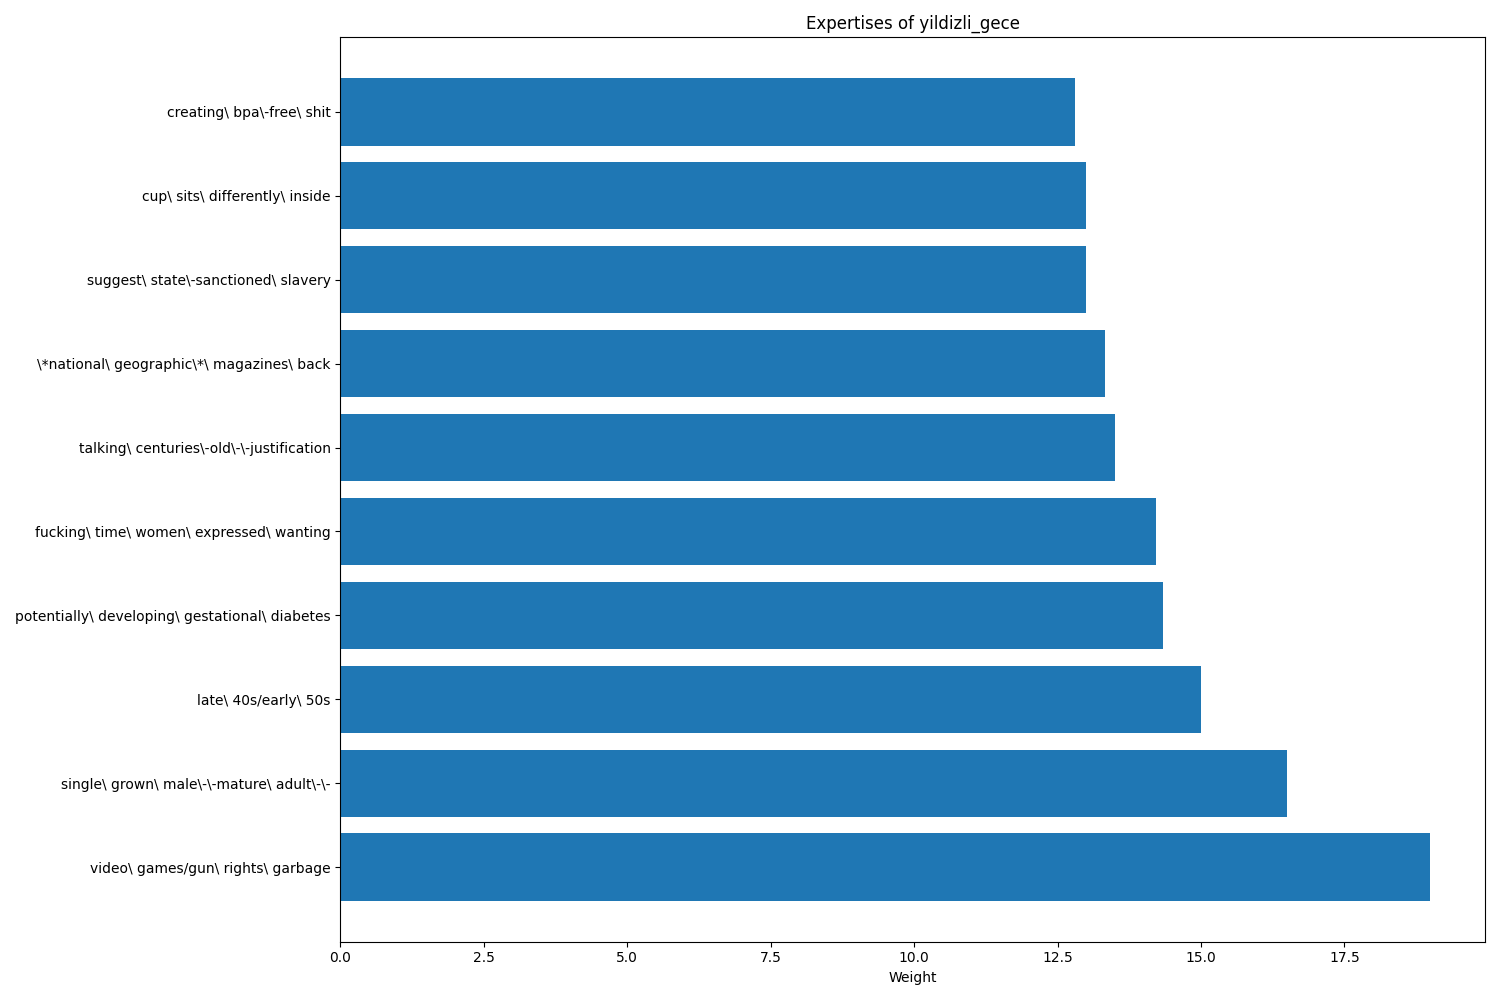 Expertises of yildizli_gece
creating\ bpa\-free\ shit
cup\ sits\ differently\ inside
suggest\ state\-sanctioned\ slavery
\*national\ geographic\*\ magazines\ back
talking\ centuries\-old\-\-justification
fucking\ time\ women\ expressed\ wanting
potentially\ developing\ gestational\ diabetes
late\ 40s/early\ 50s
single\ grown\ male\-\-mature\ adult\-\-
video\ games/gun\ rights\ garbage
0.0 2.5 5.0 7.5 10.0 12.5 15.0 17.5
Weight